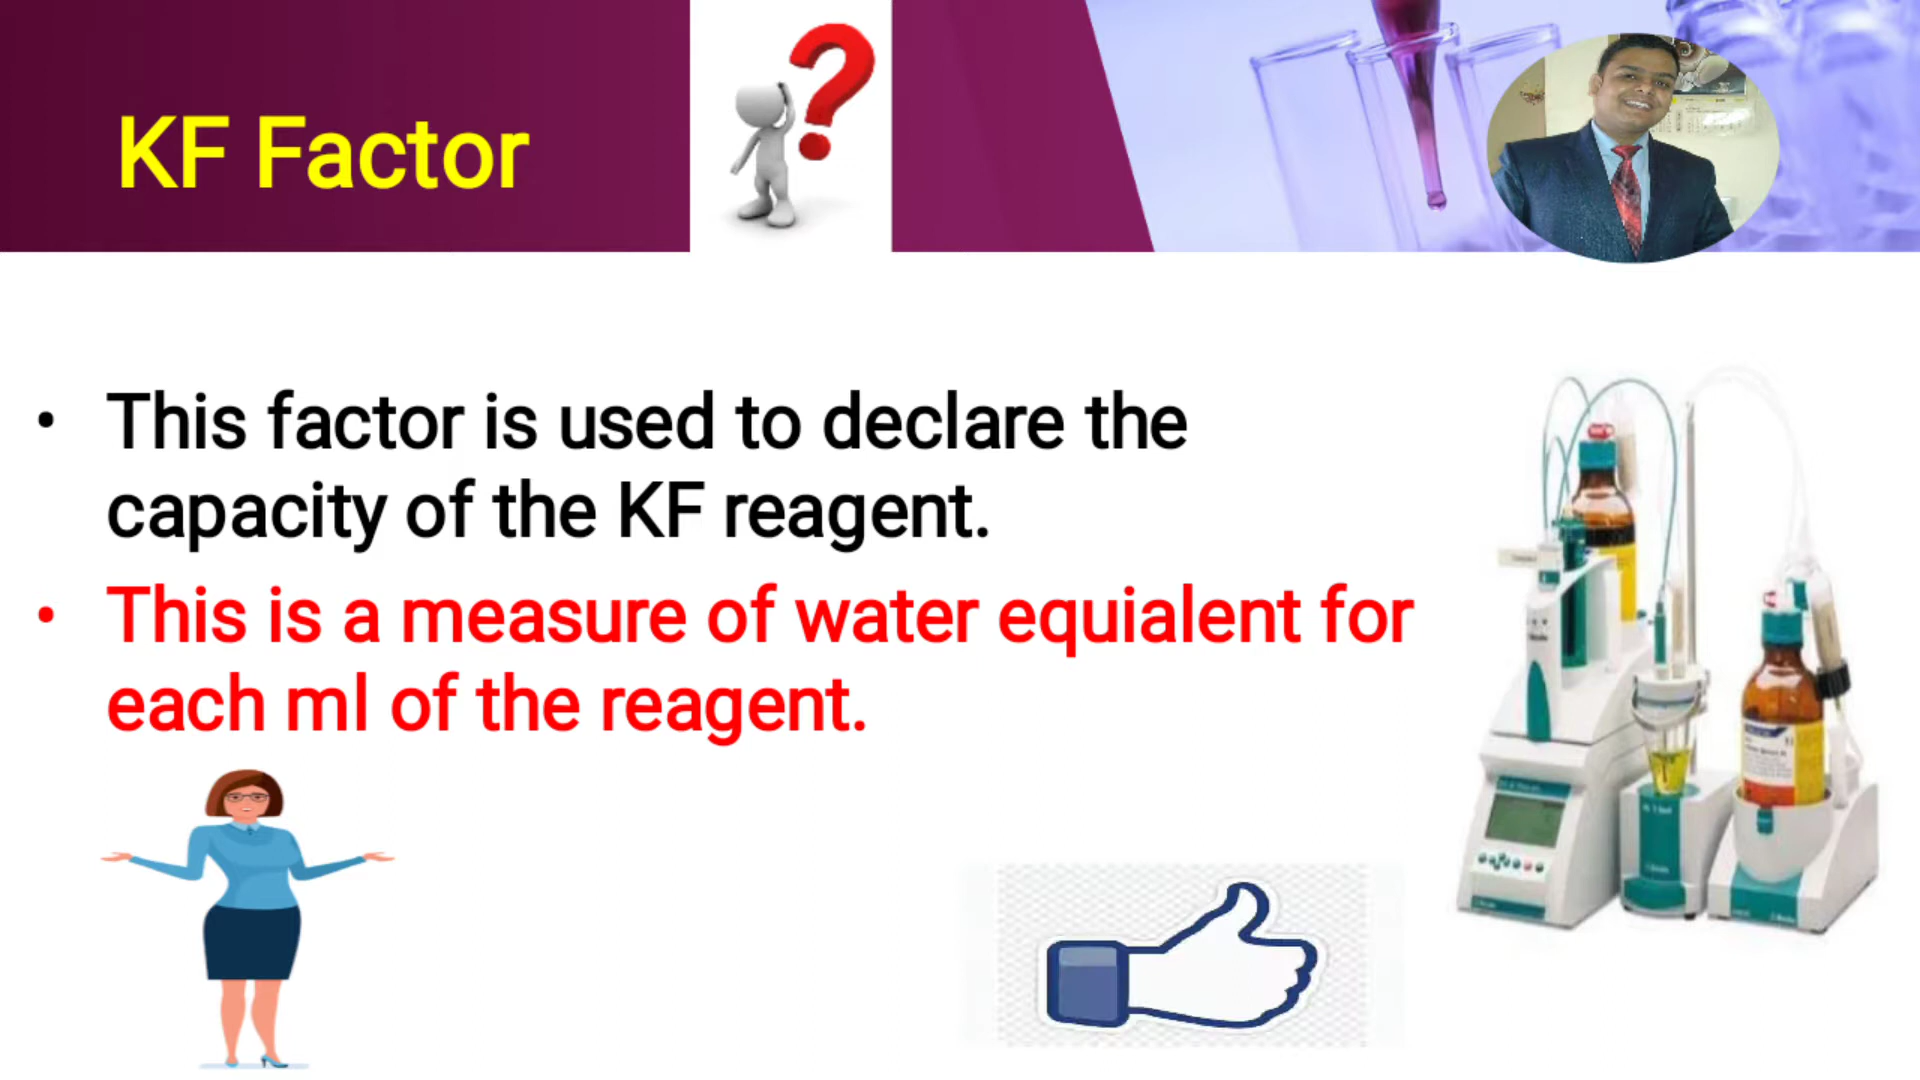 KF Factor
• This factor is used to declare the
capacity of the KF reagent.
• This is a measure of water equialent for
each ml of the reagent.